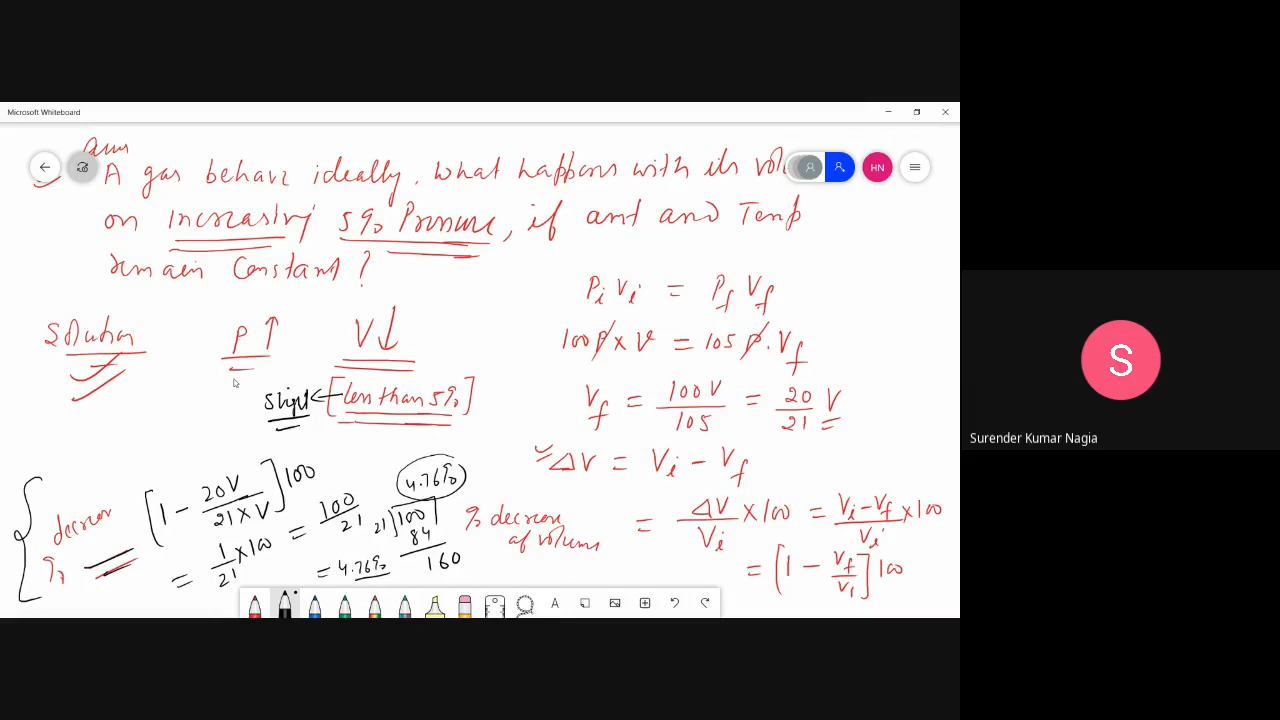 Microsoft Whiteboard
A gas behave ideally. What happens with its vol
on increasing 5% Pressure, if amt and Temp
remain constant?
HN
Solution
P↑
V↓
[less than 5%]
PiVi = PfVf
100P × V = 105 P.Vf
Vf = 100V/105 = 20/21 V
ΔV = Vi - Vf
% decrease of volume = ΔV/Vi × 100 = Vi-Vf/Vi × 100
= [1 - Vf/Vi] 100
% decrease [1 - 20V/21×V] 100
= 1/21 × 100 = 100/21
= 4.76%
4.76%
21)100
84
160
S
Surender Kumar Nagia
A